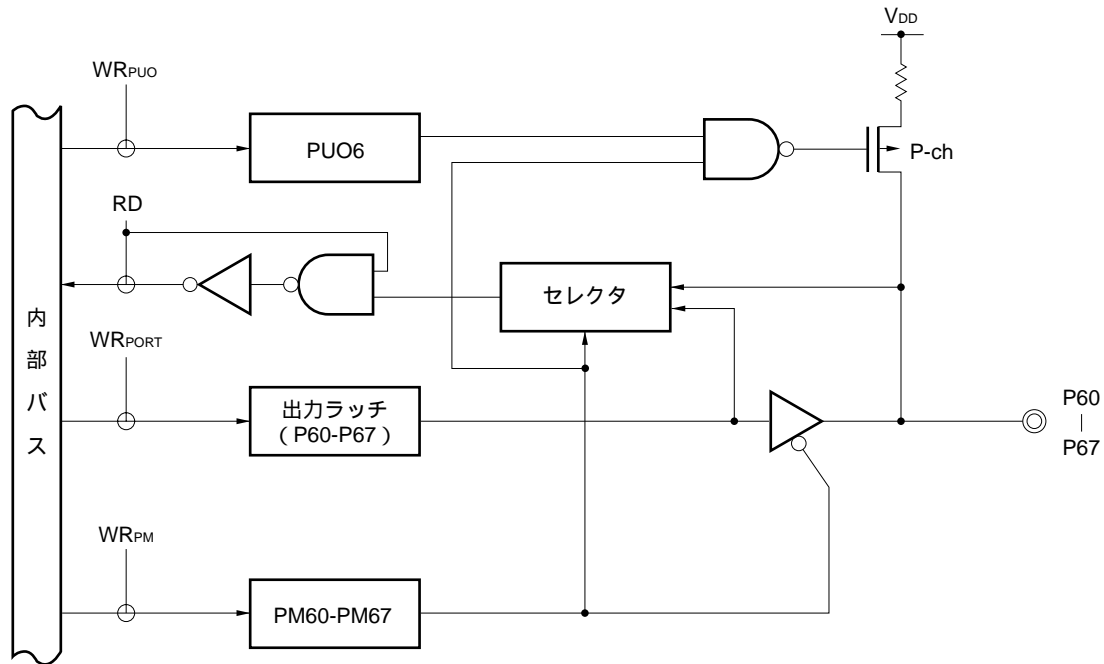 VDD
WRPUO
PUO6
P-ch
RD
セレクタ
内部バス
WRPORT
出力ラッチ
(P60-P67)
P60
|
P67
WRPM
PM60-PM67